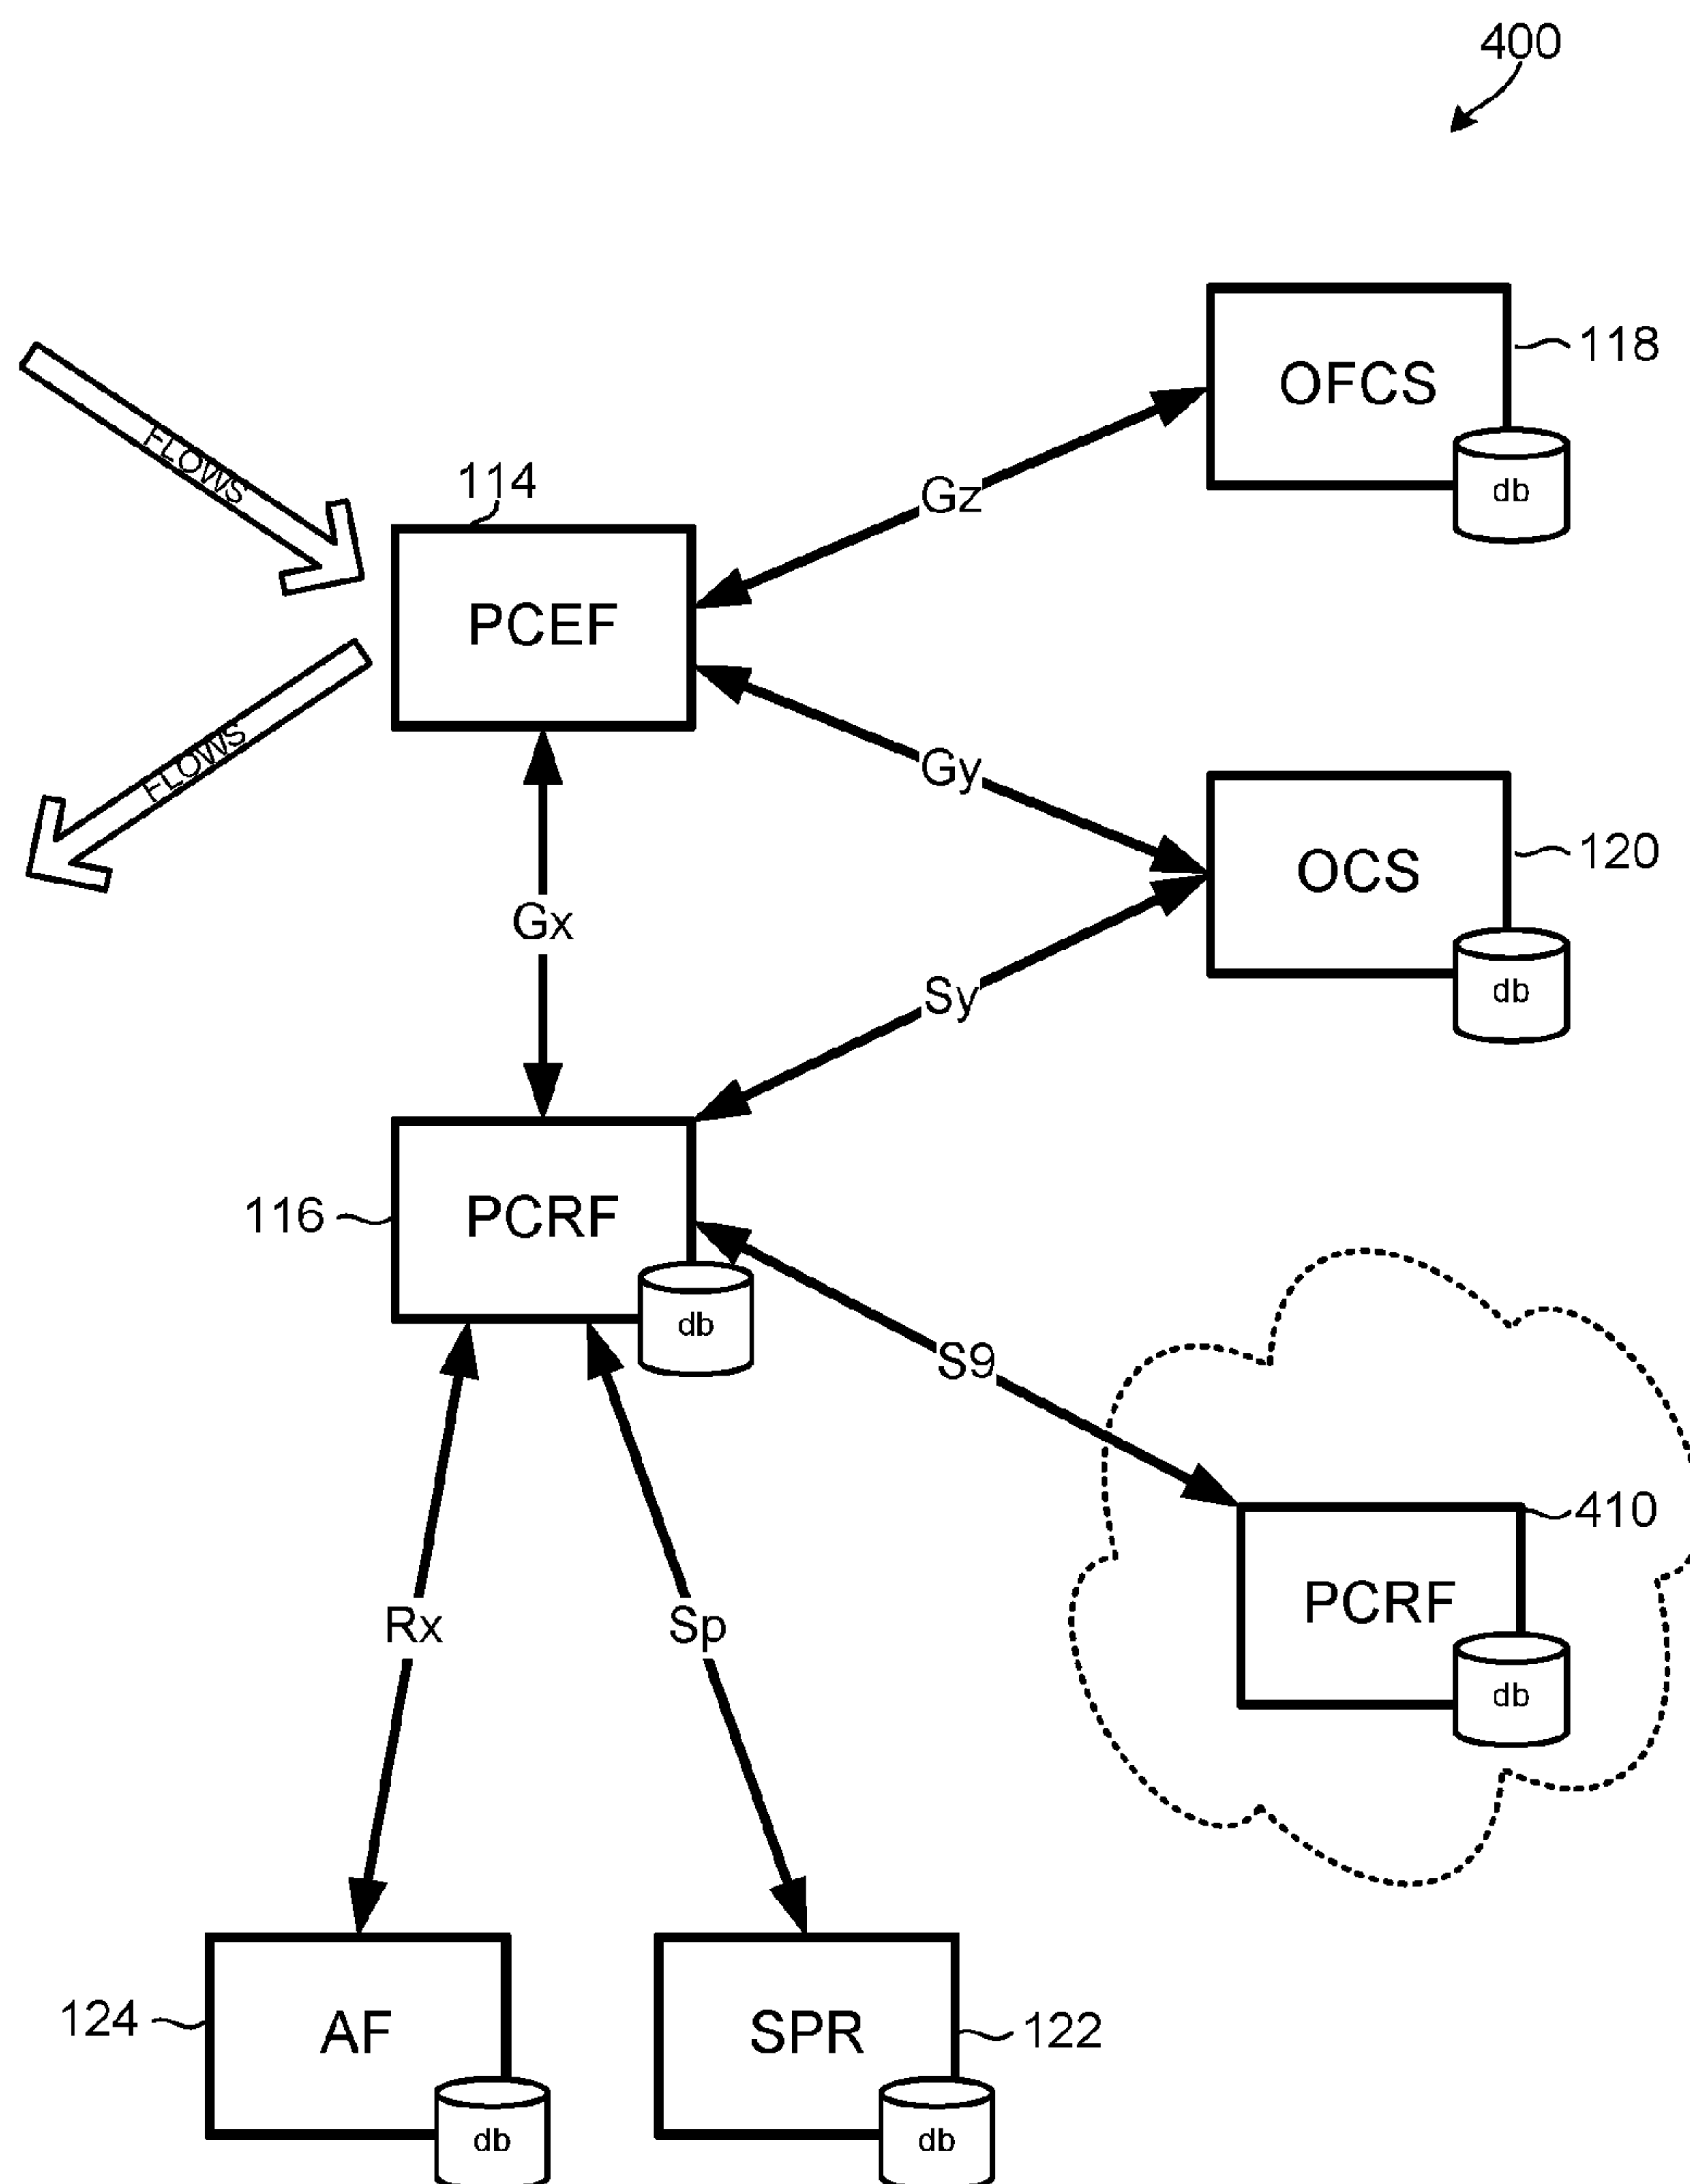 400
OFCS
118
db
FLOWS
114
Gz
PCEF
FLOWS
Gy
OCS
120
db
Gx
Sy
116
PCRF
db
S9
410
PCRF
db
Rx
Sp
124
AF
db
SPR
122
db